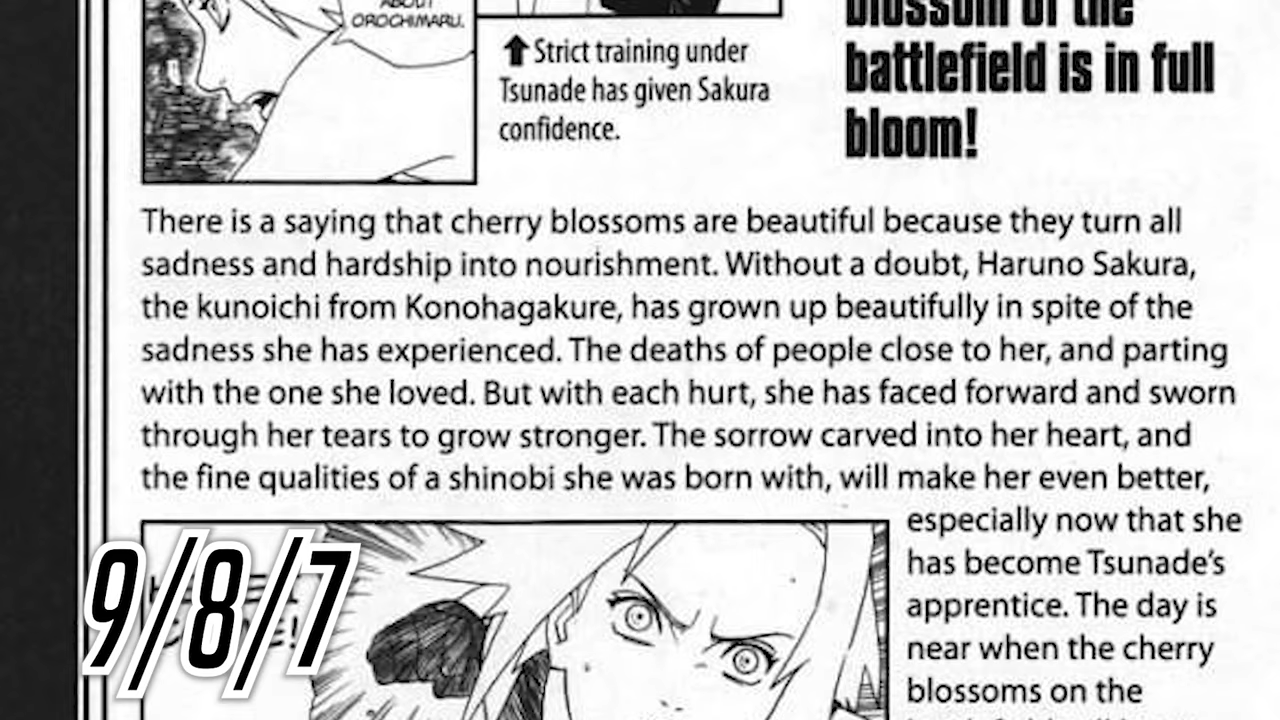 ABOUT
OROCHIMARU.
blossom of the
battlefield is in full
bloom!
⬆Strict training under
Tsunade has given Sakura
confidence.
There is a saying that cherry blossoms are beautiful because they turn all
sadness and hardship into nourishment. Without a doubt, Haruno Sakura,
the kunoichi from Konohagakure, has grown up beautifully in spite of the
sadness she has experienced. The deaths of people close to her, and parting
with the one she loved. But with each hurt, she has faced forward and sworn
through her tears to grow stronger. The sorrow carved into her heart, and
the fine qualities of a shinobi she was born with, will make her even better,
especially now that she
has become Tsunade's
apprentice. The day is
near when the cherry
blossoms on the
9/8/7